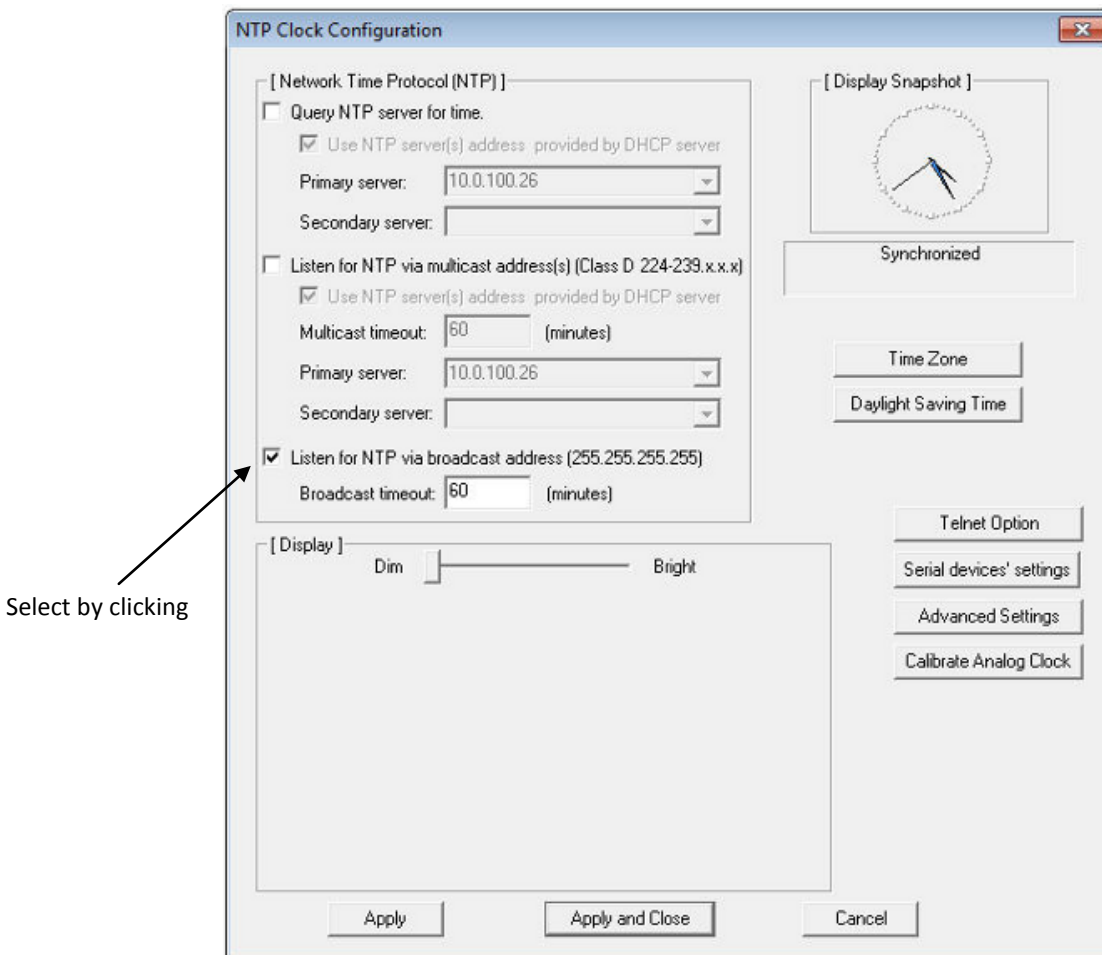 NTP Clock Configuration
[ Network Time Protocol (NTP) ]
Query NTP server for time.
Use NTP server(s) address provided by DHCP server
Primary server: 10.0.100.26
Secondary server:
Listen for NTP via multicast address(s) (Class D 224-239.x.x.x)
Use NTP server(s) address provided by DHCP server
Multicast timeout: 60 (minutes)
Primary server: 10.0.100.26
Secondary server:
Listen for NTP via broadcast address (255.255.255.255)
Broadcast timeout: 60 (minutes)
[ Display Snapshot ]
Synchronized
Time Zone
Daylight Saving Time
Telnet Option
Serial devices' settings
Advanced Settings
Calibrate Analog Clock
[ Display ]
Dim Bright
Select by clicking
Apply Apply and Close Cancel